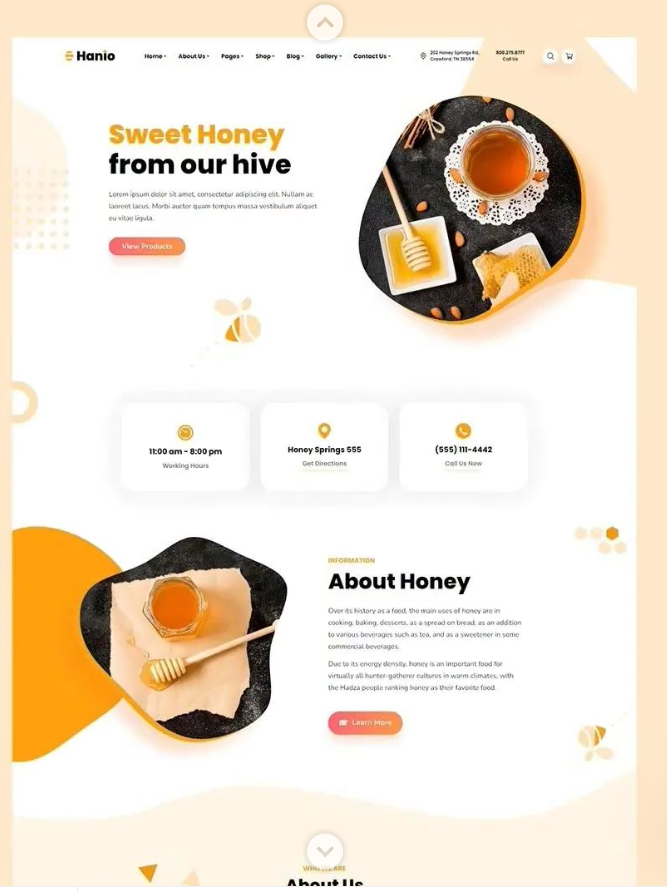 Hanio
Home
About Us
Pages
Shop
Blog
Gallery
Contact Us
202 Honey Springs Rd,
Crawford, TN 38554
800.275.8777
Call Us
Sweet Honey
from our hive
Lorem ipsum dolor sit amet, consectetur adipiscing elit. Nullam ac
laoreet lacus. Morbi auctor quam tempus massa vestibulum aliquet
eu vitae ligula.
View Products
11:00 am - 8:00 pm
Working Hours
Honey Springs 555
Get Directions
(555) 111-4442
Call Us Now
INFORMATION
About Honey
Over its history as a food, the main uses of honey are in
cooking, baking, desserts, as a spread on bread, as an addition
to various beverages such as tea, and as a sweetener in some
commercial beverages.
Due to its energy density, honey is an important food for
virtually all hunter-gatherer cultures in warm climates, with
the Hadza people ranking honey as their favorite food.
Learn More
WHO WE ARE
About Us